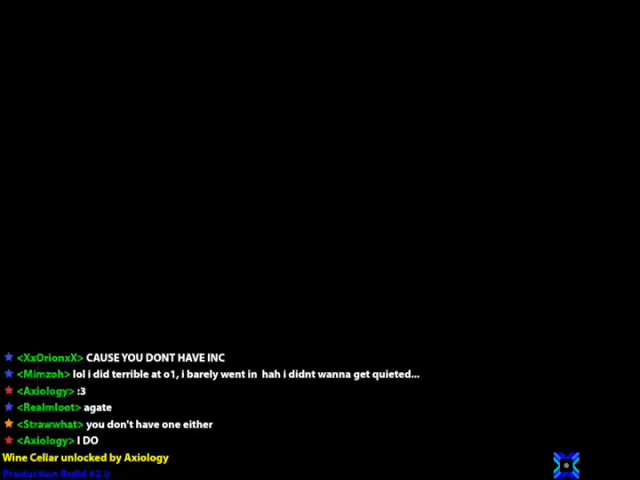 <XxOrionxX> CAUSE YOU DONT HAVE INC
<Mimzoh> lol i did terrible at o1, i barely went in hah i didnt wanna get quieted...
<Axiology> :3
<Realmloot> agate
<Strawwhat> you don't have one either
<Axiology> I DO
Wine Cellar unlocked by Axiology
Production Build #2